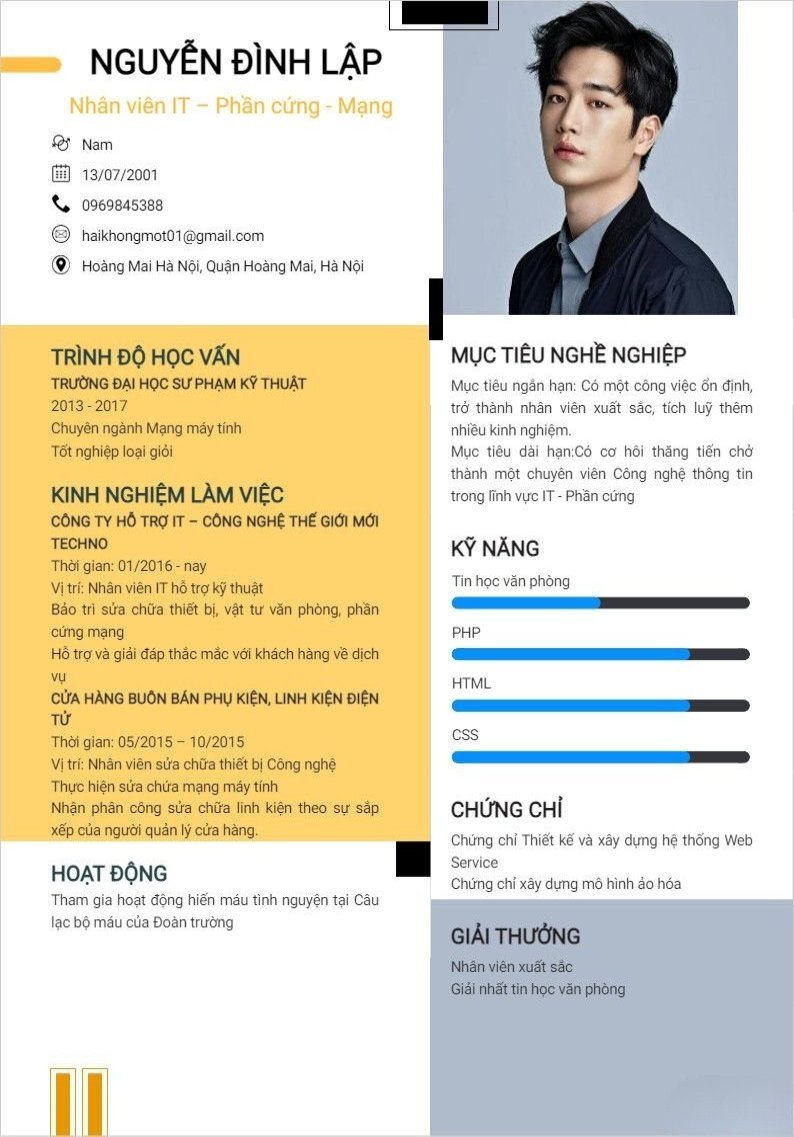 NGUYỄN ĐÌNH LẬP
Nhân viên IT – Phần cứng - Mạng
Nam
13/07/2001
0969845388
haikhongmot01@gmail.com
Hoàng Mai Hà Nội, Quận Hoàng Mai, Hà Nội
TRÌNH ĐỘ HỌC VẤN
TRƯỜNG ĐẠI HỌC SƯ PHẠM KỸ THUẬT
2013 - 2017
Chuyên ngành Mạng máy tính
Tốt nghiệp loại giỏi
KINH NGHIỆM LÀM VIỆC
CÔNG TY HỖ TRỢ IT – CÔNG NGHỆ THẾ GIỚI MỚI
TECHNO
Thời gian: 01/2016 - nay
Vị trí: Nhân viên IT hỗ trợ kỹ thuật
Bảo trì sửa chữa thiết bị, vật tư văn phòng, phần
cứng mạng
Hỗ trợ và giải đáp thắc mắc với khách hàng về dịch
vụ
CỬA HÀNG BUÔN BÁN PHỤ KIỆN, LINH KIỆN ĐIỆN
TỬ
Thời gian: 05/2015 – 10/2015
Vị trí: Nhân viên sửa chữa thiết bị Công nghệ
Thực hiện sửa chứa mạng máy tính
Nhận phân công sửa chữa linh kiện theo sự sắp
xếp của người quản lý cửa hàng.
HOẠT ĐỘNG
Tham gia hoạt động hiến máu tình nguyện tại Câu
lạc bộ máu của Đoàn trường
MỤC TIÊU NGHỀ NGHIỆP
Mục tiêu ngắn hạn: Có một công việc ổn định,
trở thành nhân viên xuất sắc, tích luỹ thêm
nhiều kinh nghiệm.
Mục tiêu dài hạn:Có cơ hôi thăng tiến chở
thành một chuyên viên Công nghệ thông tin
trong lĩnh vực IT - Phần cứng
KỸ NĂNG
Tin học văn phòng
PHP
HTML
CSS
CHỨNG CHỈ
Chứng chỉ Thiết kế và xây dựng hệ thống Web
Service
Chứng chỉ xây dựng mô hình ảo hóa
GIẢI THƯỞNG
Nhân viên xuất sắc
Giải nhất tin học văn phòng